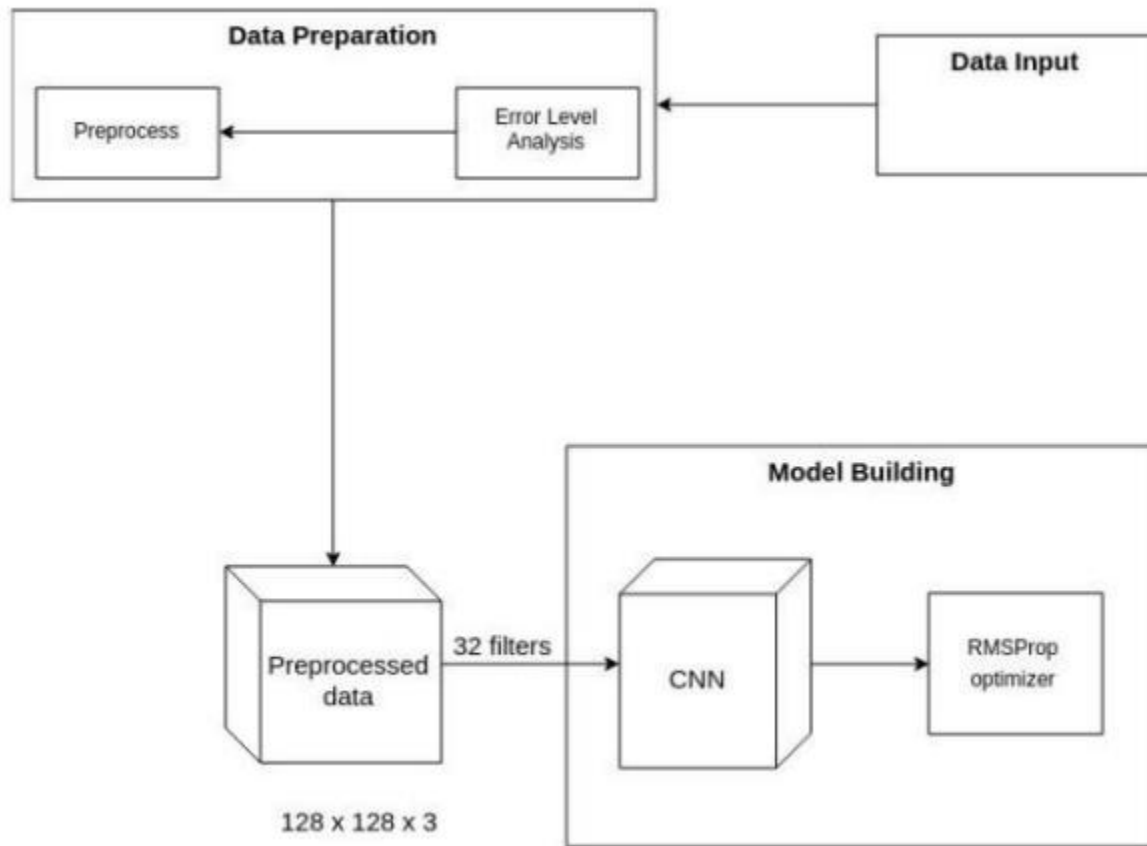 Data Preparation
Data Input
Preprocess
Error Level
Analysis
Model Building
32 filters
Preprocessed
data
CNN
RMSProp
optimizer
128 x 128 x 3